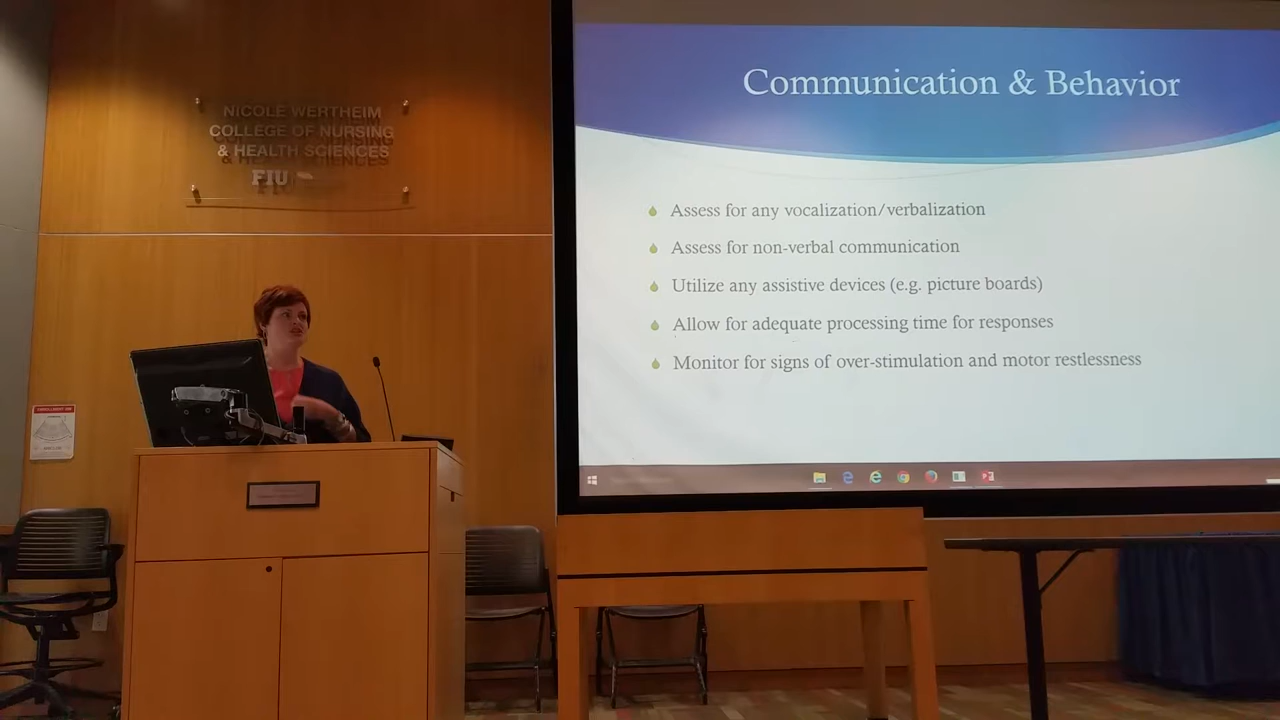 NICOLE WERTHEIM
COLLEGE OF NURSING
& HEALTH SCIENCES
FIU
Communication & Behavior
Assess for any vocalization/verbalization
Assess for non-verbal communication
Utilize any assistive devices (e.g. picture boards)
Allow for adequate processing time for responses
Monitor for signs of over-stimulation and motor restlessness